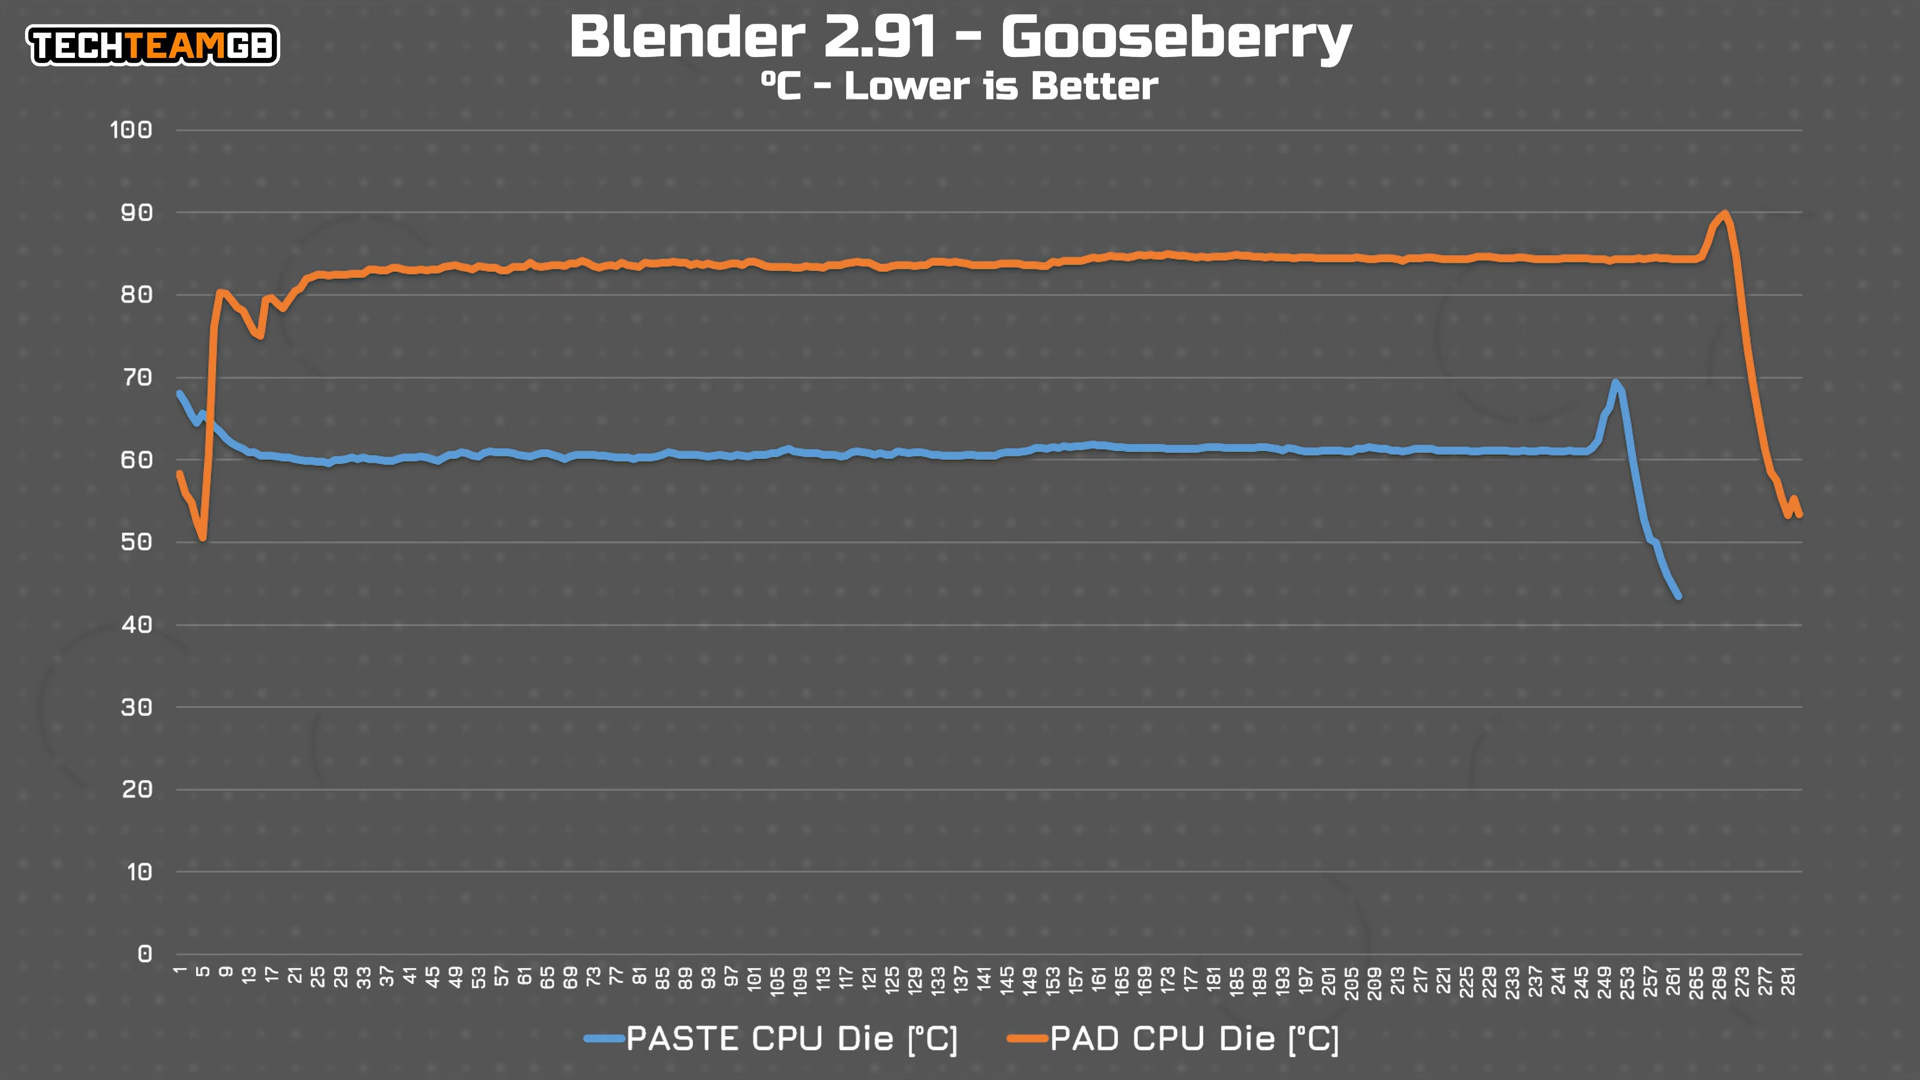 TECHTEAMGB
Blender 2.91 - Gooseberry
ºC - Lower is Better
100
90
80
70
60
50
40
30
20
10
0
1 5 9 13 17 21 25 29 33 37 41 45 49 53 57 61 65 69 73 77 81 85 89 93 97 101 105 109 113 117 121 125 129 133 137 141 145 149 153 157 161 165 169 173 177 181 185 189 193 197 201 205 209 213 217 221 225 229 233 237 241 245 249 253 257 261 265 269 273 277 281
PASTE CPU Die [°C] PAD CPU Die [°C]